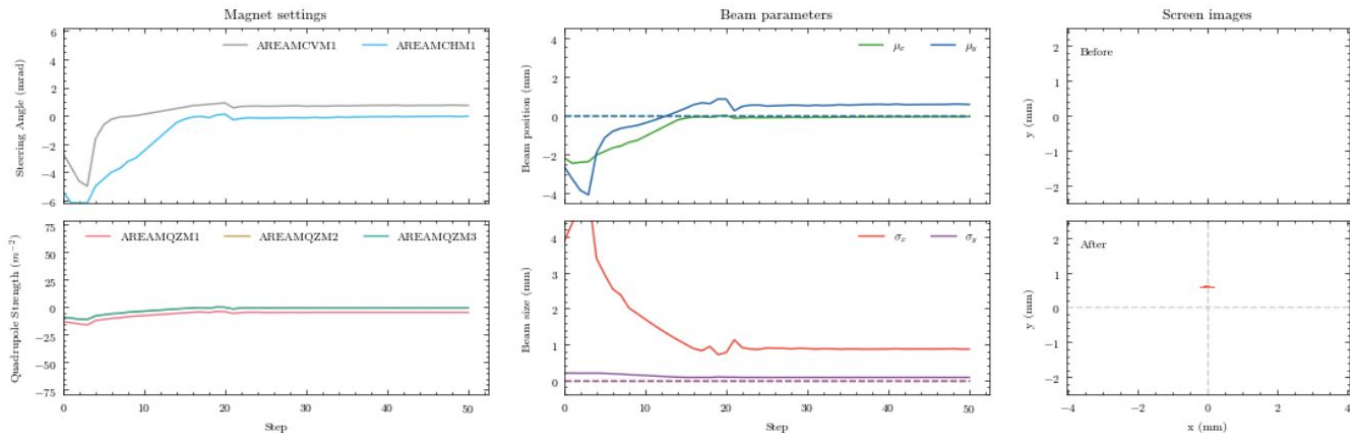 Magnet settings
Beam parameters
Screen images
6
4
2
0
−2
−4
−6
Steering Angle (mrad)
AREAMCVM1
AREAMCHM1
4
2
0
−2
−4
Beam position (mm)
μx
μy
2
1
0
−1
−2
y (mm)
Before
75
50
25
0
−25
−50
−75
Quadrupole Strength (m−2)
AREAMQZM1
AREAMQZM2
AREAMQZM3
0
10
20
30
40
50
Step
4
3
2
1
0
Beam size (mm)
σx
σy
0
10
20
30
40
50
Step
2
1
0
−1
−2
y (mm)
After
−4
−2
0
2
4
x (mm)